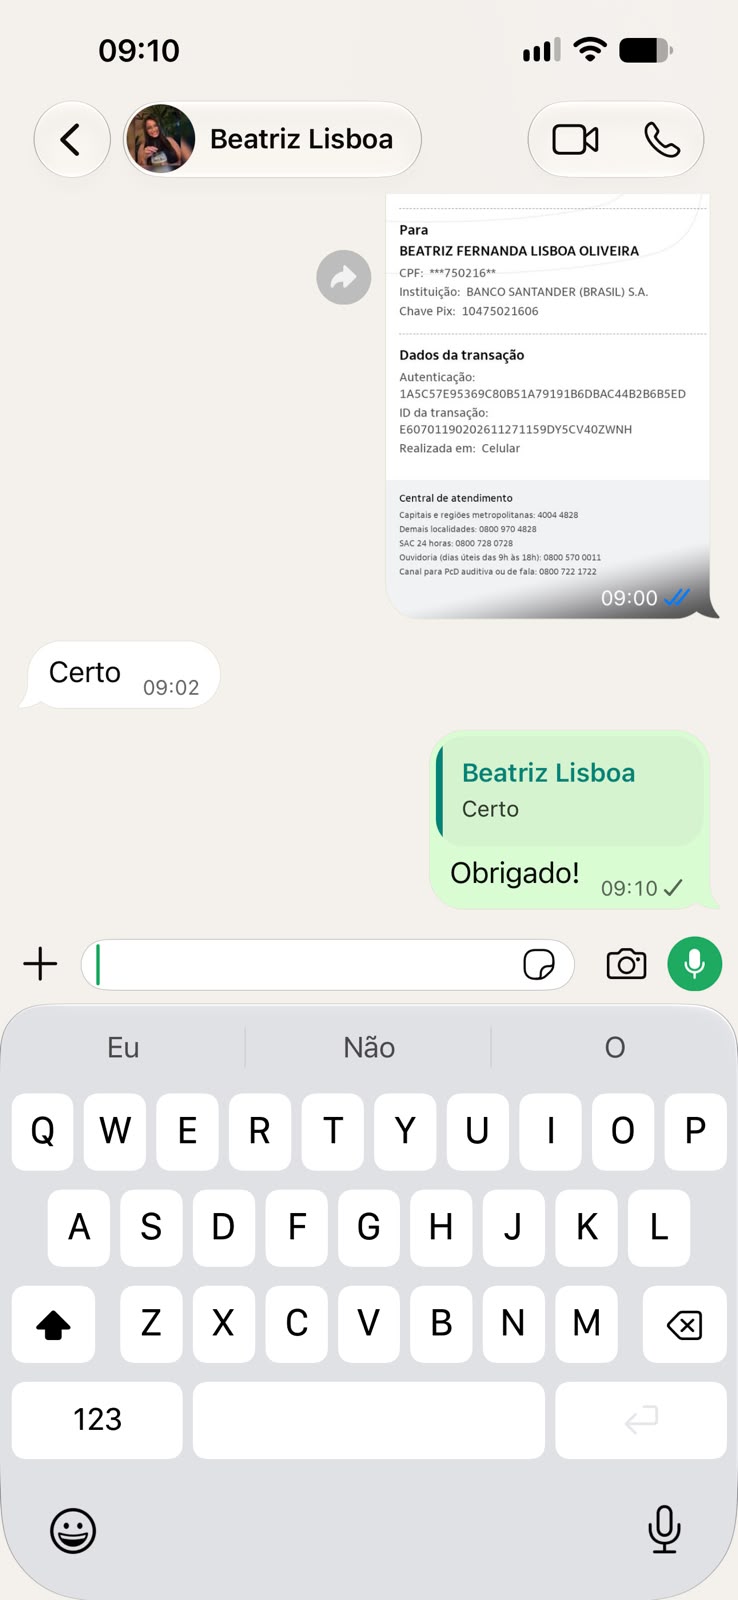 09:10
Beatriz Lisboa
Para
BEATRIZ FERNANDA LISBOA OLIVEIRA
CPF: ***750216**
Instituição: BANCO SANTANDER (BRASIL) S.A.
Chave Pix: 10475021606
Dados da transação
Autenticação:
1A5C57E95369C80B51A79191B6DBAC44B2B6B5ED
ID da transação:
E60701190202611271159DY5CV40ZWNH
Realizada em: Celular
Central de atendimento
Capitais e regiões metropolitanas: 4004 4828
Demais localidades: 0800 970 4828
SAC 24 horas: 0800 728 0728
Ouvidoria (dias úteis das 9h às 18h): 0800 570 0011
Canal para PcD auditiva ou de fala: 0800 722 1722
09:00
Certo 09:02
Beatriz Lisboa
Certo
Obrigado! 09:10
Eu Não O
Q W E R T Y U I O P
A S D F G H J K L
Z X C V B N M
123